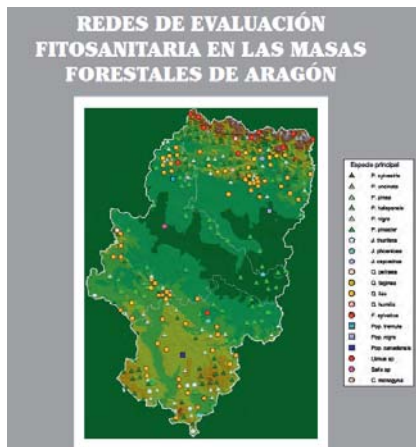 REDES DE EVALUACIÓN
FITOSANITARIA EN LAS MASAS
FORESTALES DE ARAGÓN
Especie principal
P. sylvestris
P. uncinata
P. pinea
P. halepensis
P. nigra
P. pinaster
J. thurifera
J. phoenicea
J. oxycedrus
Q. petraea
Q. faginea
Q. ilex
Q. humilis
F. sylvatica
Pop. tremula
Pop. nigra
Pop. canadensis
Ulmus sp
Salix sp
C. monogyna